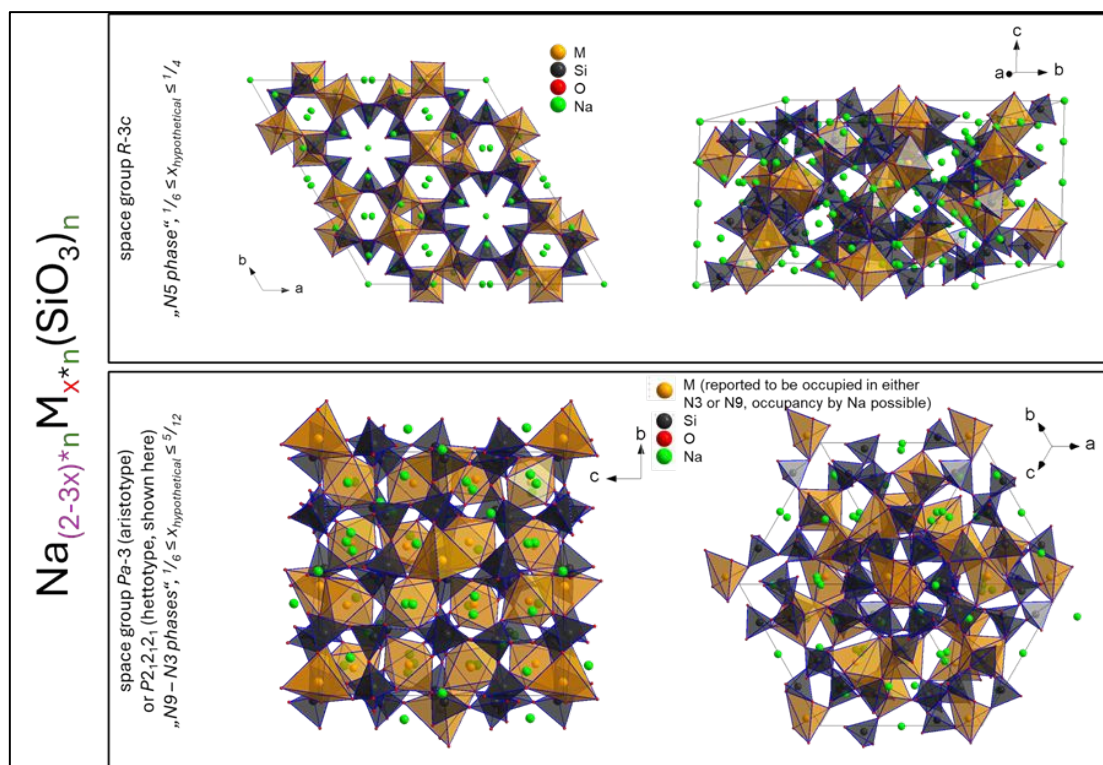 Na(2-3x)*nMx*n(SiO3)n
space group R-3c
„N5 phase“; 1/6 ≤ xhypothetical ≤ 1/4
M
Si
O
Na
b
a
c
a
b
space group Pa-3 (aristotype)
or P212121 (hettotype, shown here)
„N9 – N3 phases“; 1/6 ≤ xhypothetical ≤ 5/12
M (reported to be occupied in either
N3 or N9, occupancy by Na possible)
Si
O
Na
b
c
b
a
c